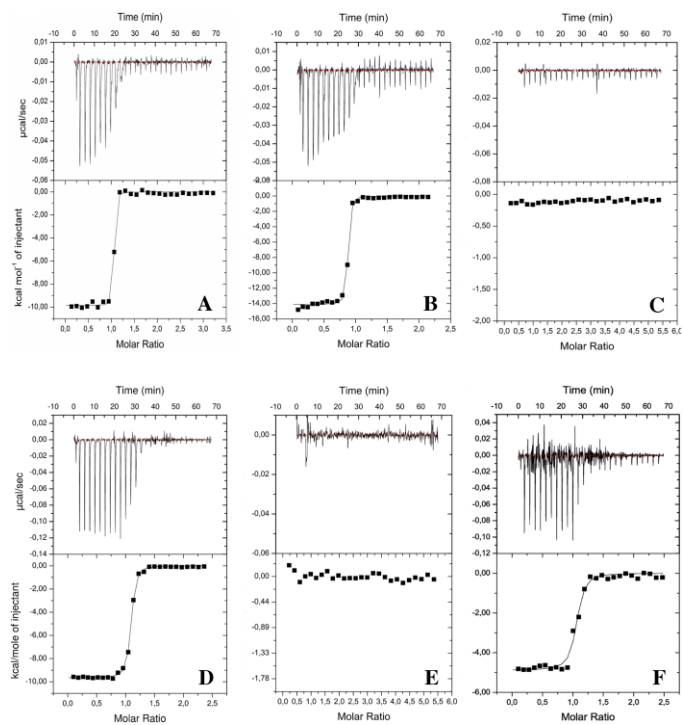 Time (min)
-10 0 10 20 30 40 50 60 70
0,01
0,00
-0,01
-0,02
-0,03
-0,04
-0,05
-0,06
µcal/sec
0,00
-2,00
-4,00
-6,00
-8,00
-10,00
kcal mol⁻¹ of injectant
A
0,0 0,5 1,0 1,5 2,0 2,5 3,0 3,5
Molar Ratio
Time (min)
-10 0 10 20 30 40 50 60 70
0,01
0,00
-0,01
-0,02
-0,03
-0,04
-0,05
0,00
-2,00
-4,00
-6,00
-8,00
-10,00
-12,00
-14,00
-16,00
B
0,0 0,5 1,0 1,5 2,0 2,5
Molar Ratio
Time (min)
-10 0 10 20 30 40 50 60 70
0,02
0,00
-0,02
-0,04
-0,06
-0,08
0,00
-0,50
-1,00
-1,50
-2,00
C
0,0 0,5 1,0 1,5 2,0 2,5 3,0 3,5 4,0 4,5 5,0 5,5 6,0
Molar Ratio
Time (min)
-10 0 10 20 30 40 50 60 70
0,02
0,00
-0,02
-0,04
-0,06
-0,08
-0,10
-0,12
-0,14
µcal/sec
0,00
-2,00
-4,00
-6,00
-8,00
-10,00
kcal/mole of injectant
D
0,0 0,5 1,0 1,5 2,0 2,5
Molar Ratio
Time (min)
-10 0 10 20 30 40 50 60 70
0,00
-0,02
-0,04
-0,06
0,00
-0,44
-0,89
-1,33
-1,78
E
0,0 0,5 1,0 1,5 2,0 2,5 3,0 3,5 4,0 4,5 5,0 5,5 6,0
Molar Ratio
Time (min)
-10 0 10 20 30 40 50 60 70
0,04
0,02
0,00
-0,02
-0,04
-0,06
-0,08
-0,10
-0,12
0,00
-2,00
-4,00
-6,00
F
0,0 0,5 1,0 1,5 2,0 2,5
Molar Ratio